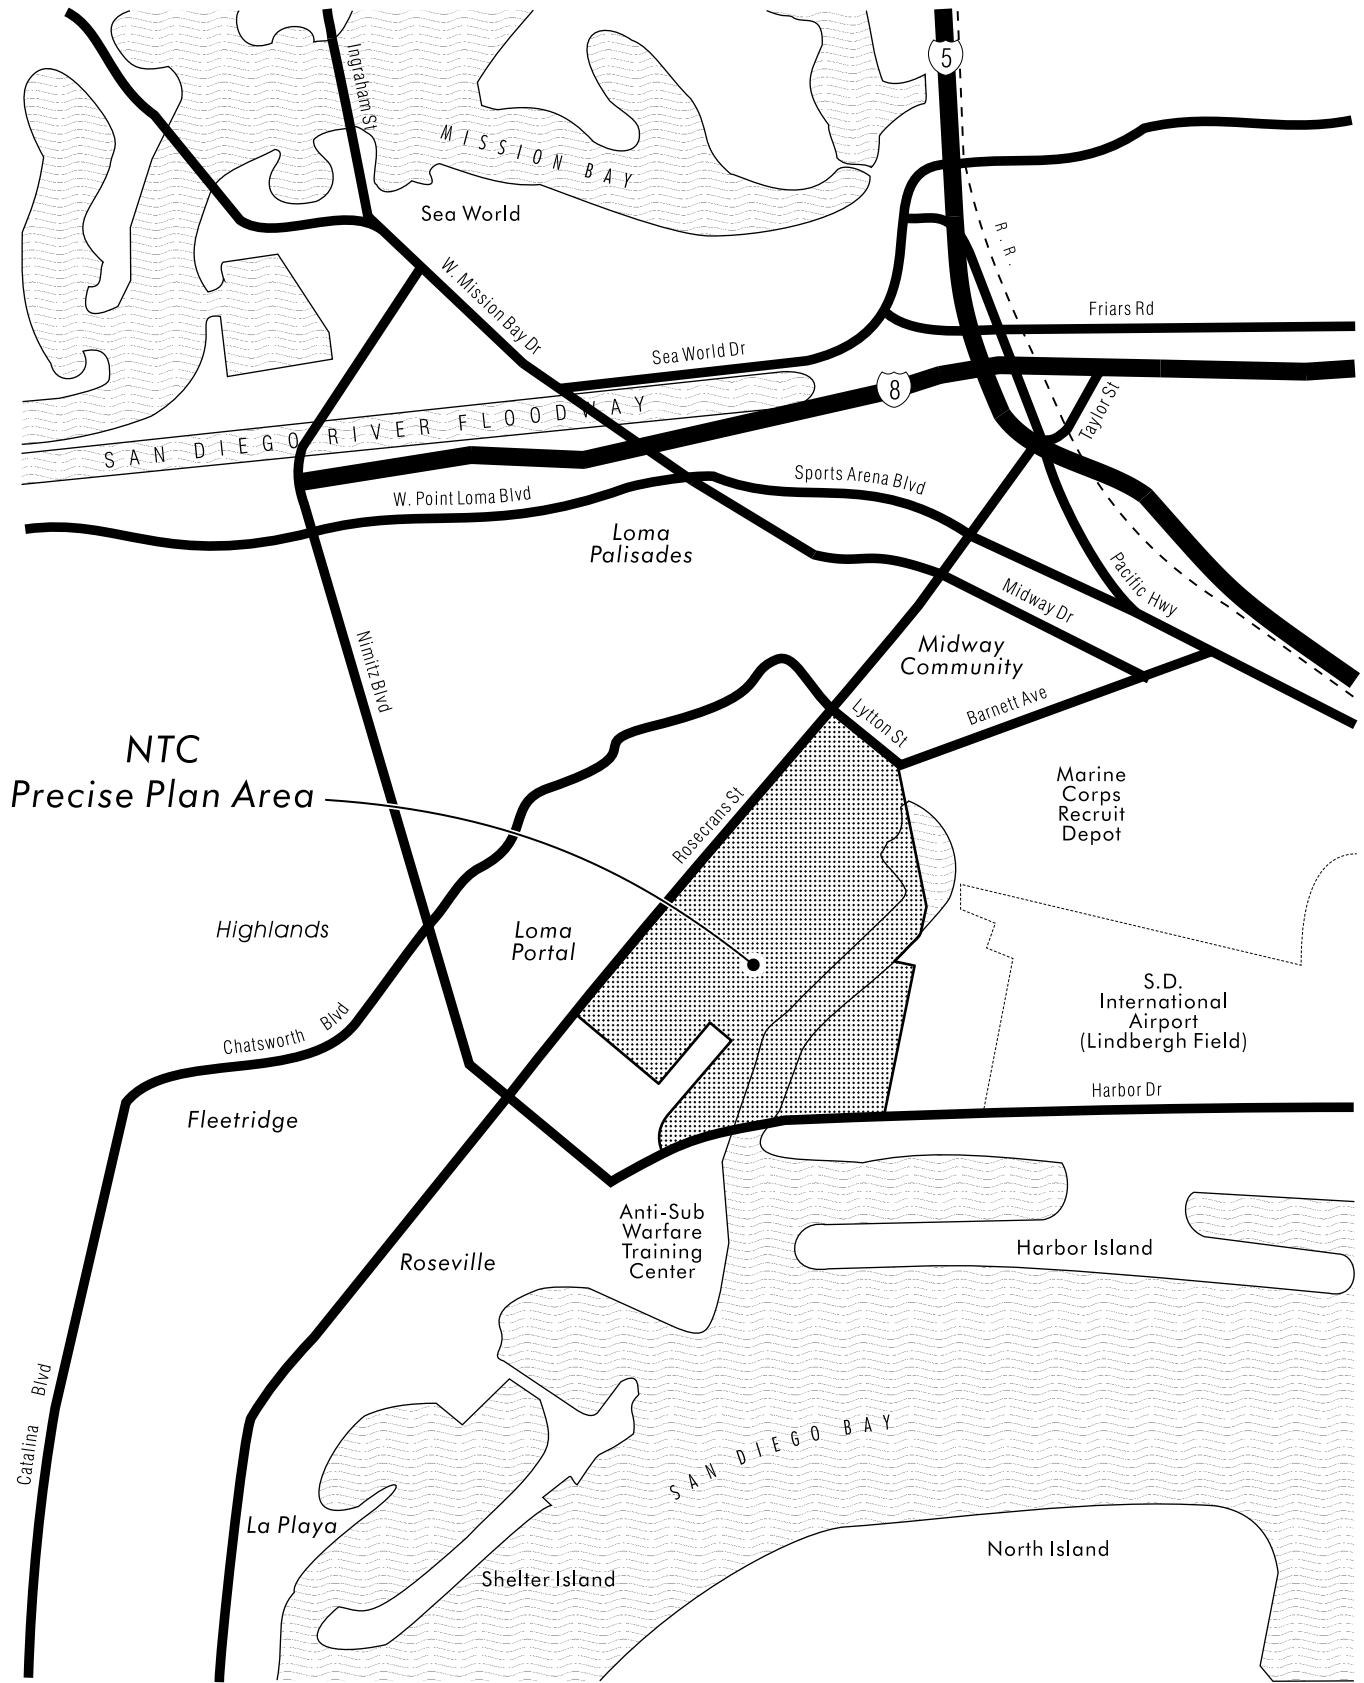 5
Ingraham St
MISSION BAY
Sea World
R. R.
W. Mission Bay Dr
Friars Rd
Sea World Dr
8
Taylor St
SAN DIEGO RIVER FLOODWAY
Sports Arena Blvd
W. Point Loma Blvd
Loma
Palisades
Pacific Hwy
Midway Dr
Nimitz Blvd
Midway
Community
Barnett Ave
Lytton St
NTC
Precise Plan Area
Marine
Corps
Recruit
Depot
Rosecrans St
Highlands
Loma
Portal
S.D.
International
Airport
(Lindbergh Field)
Chatsworth Blvd
Harbor Dr
Fleetridge
Anti-Sub
Warfare
Training
Center
Harbor Island
Roseville
Catalina Blvd
SAN DIEGO BAY
La Playa
North Island
Shelter Island